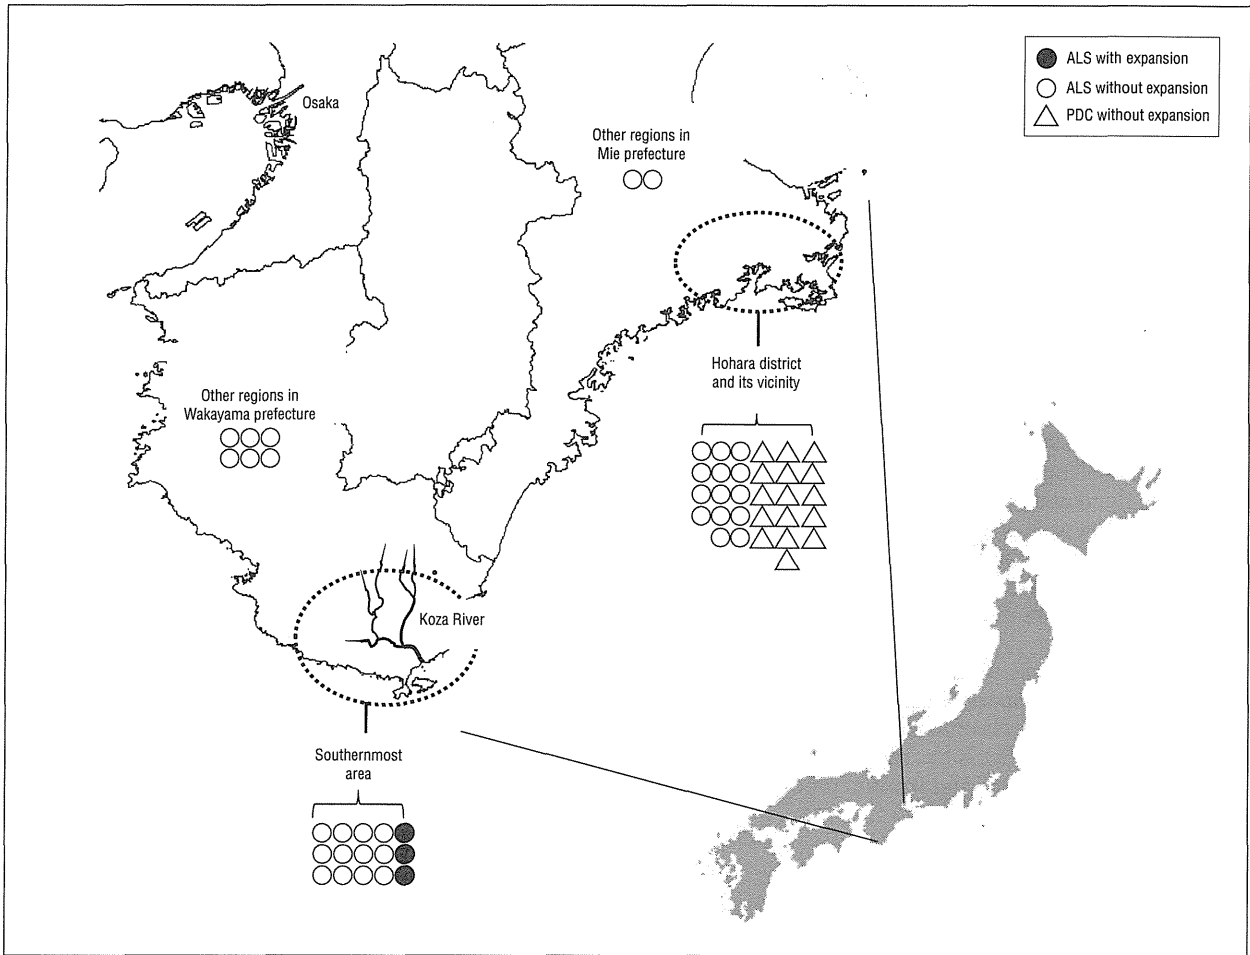 ALS with expansion
ALS without expansion
PDC without expansion
Osaka
Other regions in
Mie prefecture
Hohara district
and its vicinity
Other regions in
Wakayama prefecture
Koza River
Southernmost
area